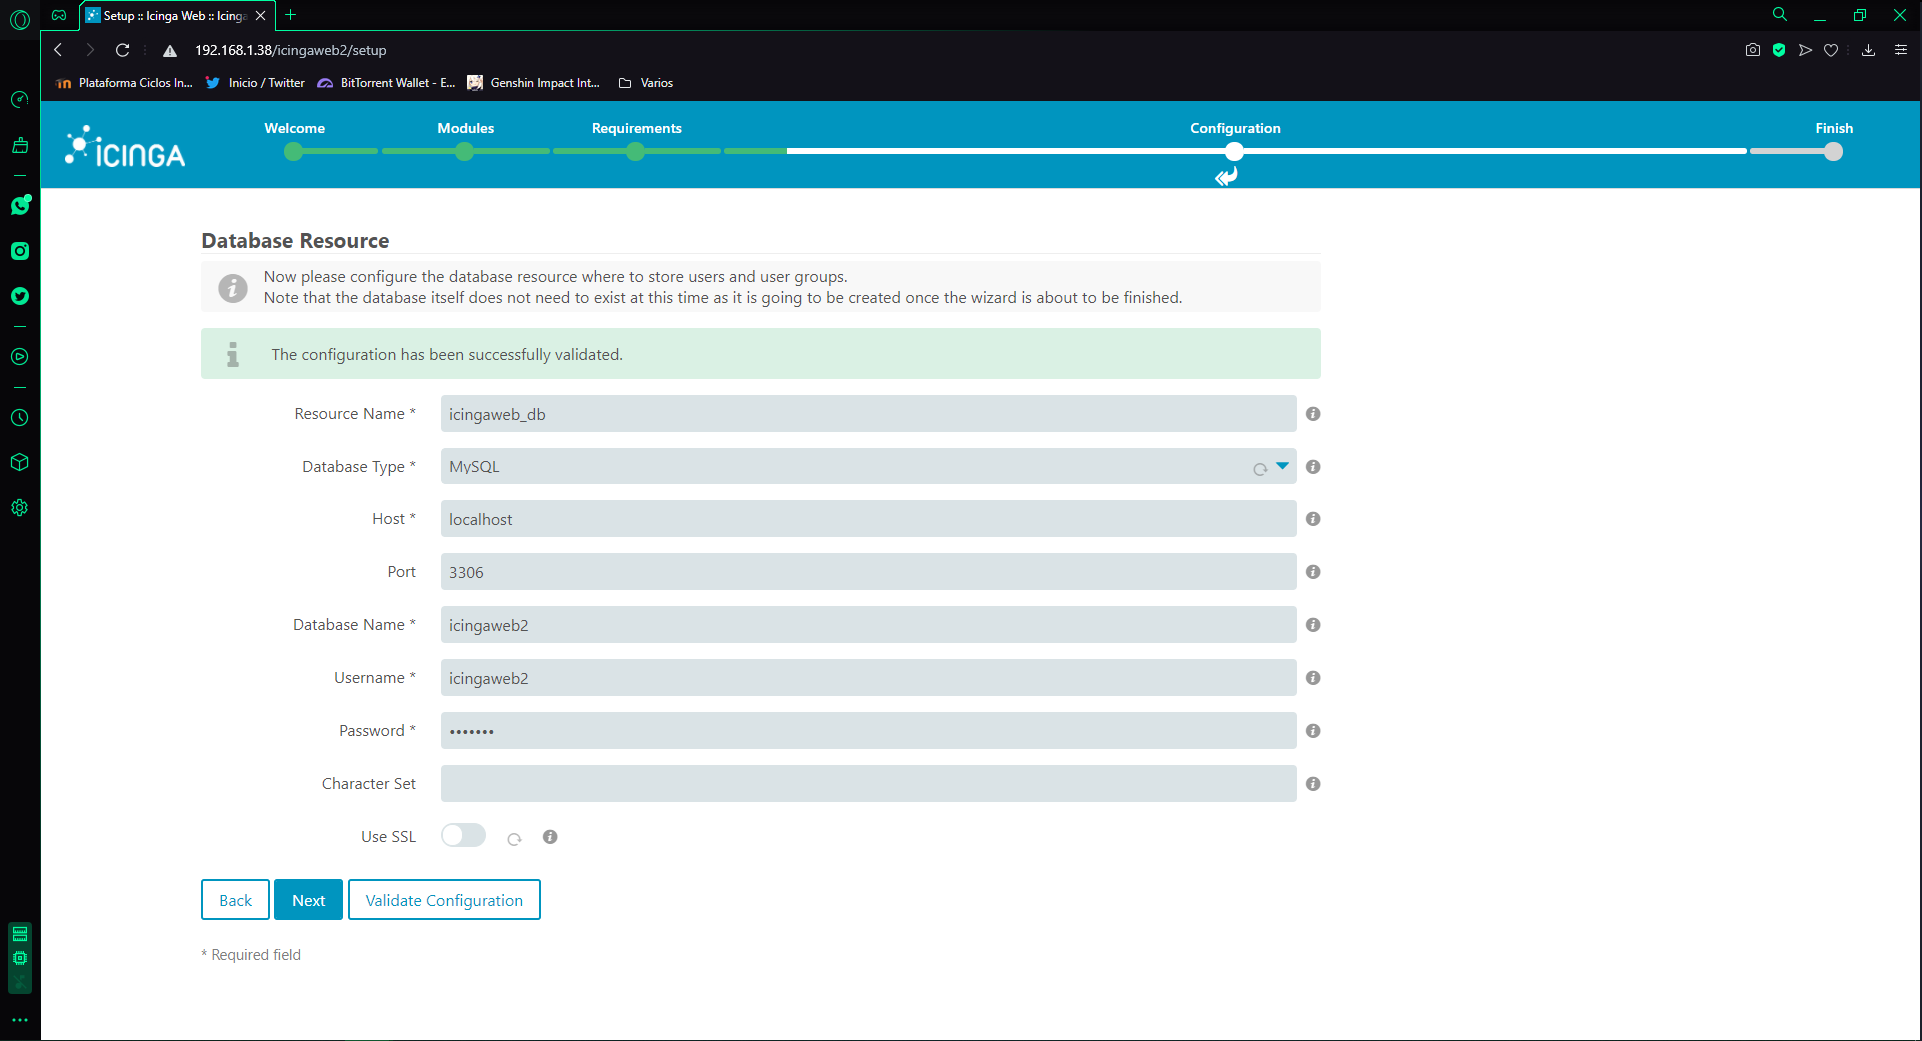 Setup :: Icinga Web :: Icinga
192.168.1.38/icingaweb2/setup
Plataforma Ciclos In...
Inicio / Twitter
BitTorrent Wallet - E...
Genshin Impact Int...
Varios
ICINGA
Welcome
Modules
Requirements
Configuration
Finish
Database Resource
Now please configure the database resource where to store users and user groups.
Note that the database itself does not need to exist at this time as it is going to be created once the wizard is about to be finished.
The configuration has been successfully validated.
Resource Name * icingaweb_db
Database Type * MySQL
Host * localhost
Port 3306
Database Name * icingaweb2
Username * icingaweb2
Password * •••••••
Character Set
Use SSL
Back Next Validate Configuration
* Required field